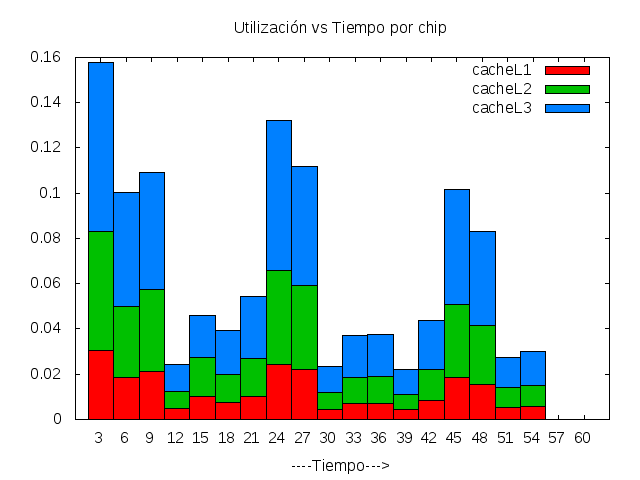 Utilización vs Tiempo por chip
0.16
0.14
0.12
0.1
0.08
0.06
0.04
0.02
0
cacheL1
cacheL2
cacheL3
3 6 9 12 15 18 21 24 27 30 33 36 39 42 45 48 51 54 57 60
----Tiempo--->